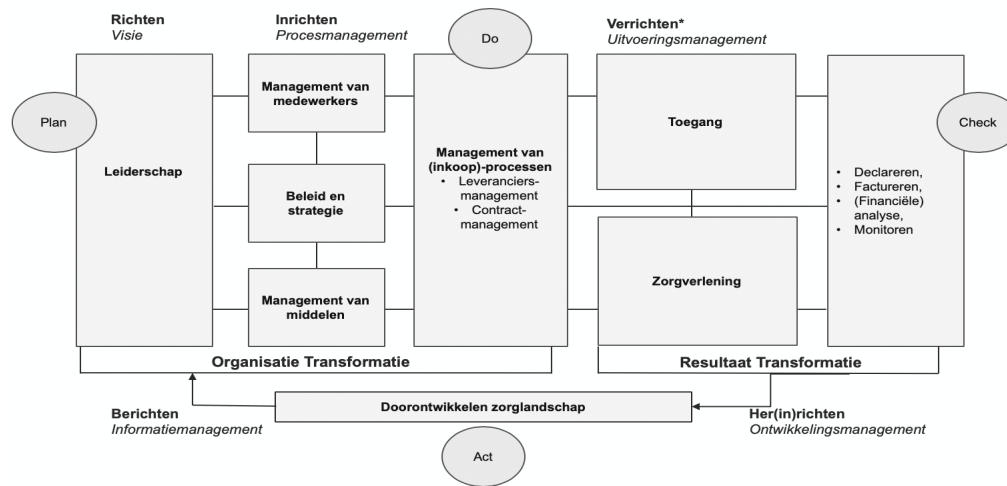 Richten
Visie
Inrichten
Procesmanagement
Do
Verrichten*
Uitvoeringsmanagement
Plan
Leiderschap
Management van
medewerkers
Beleid en
strategie
Management van
middelen
Management van
(inkoop)-processen
• Leveranciers-
management
• Contract-
management
Toegang
Zorgverlening
Check
• Declareren,
• Factureren,
• (Financiële)
analyse,
• Monitoren
Organisatie Transformatie
Resultaat Transformatie
Berichten
Informatiemanagement
Doorontwikkelen zorglandschap
Her(in)richten
Ontwikkelingsmanagement
Act